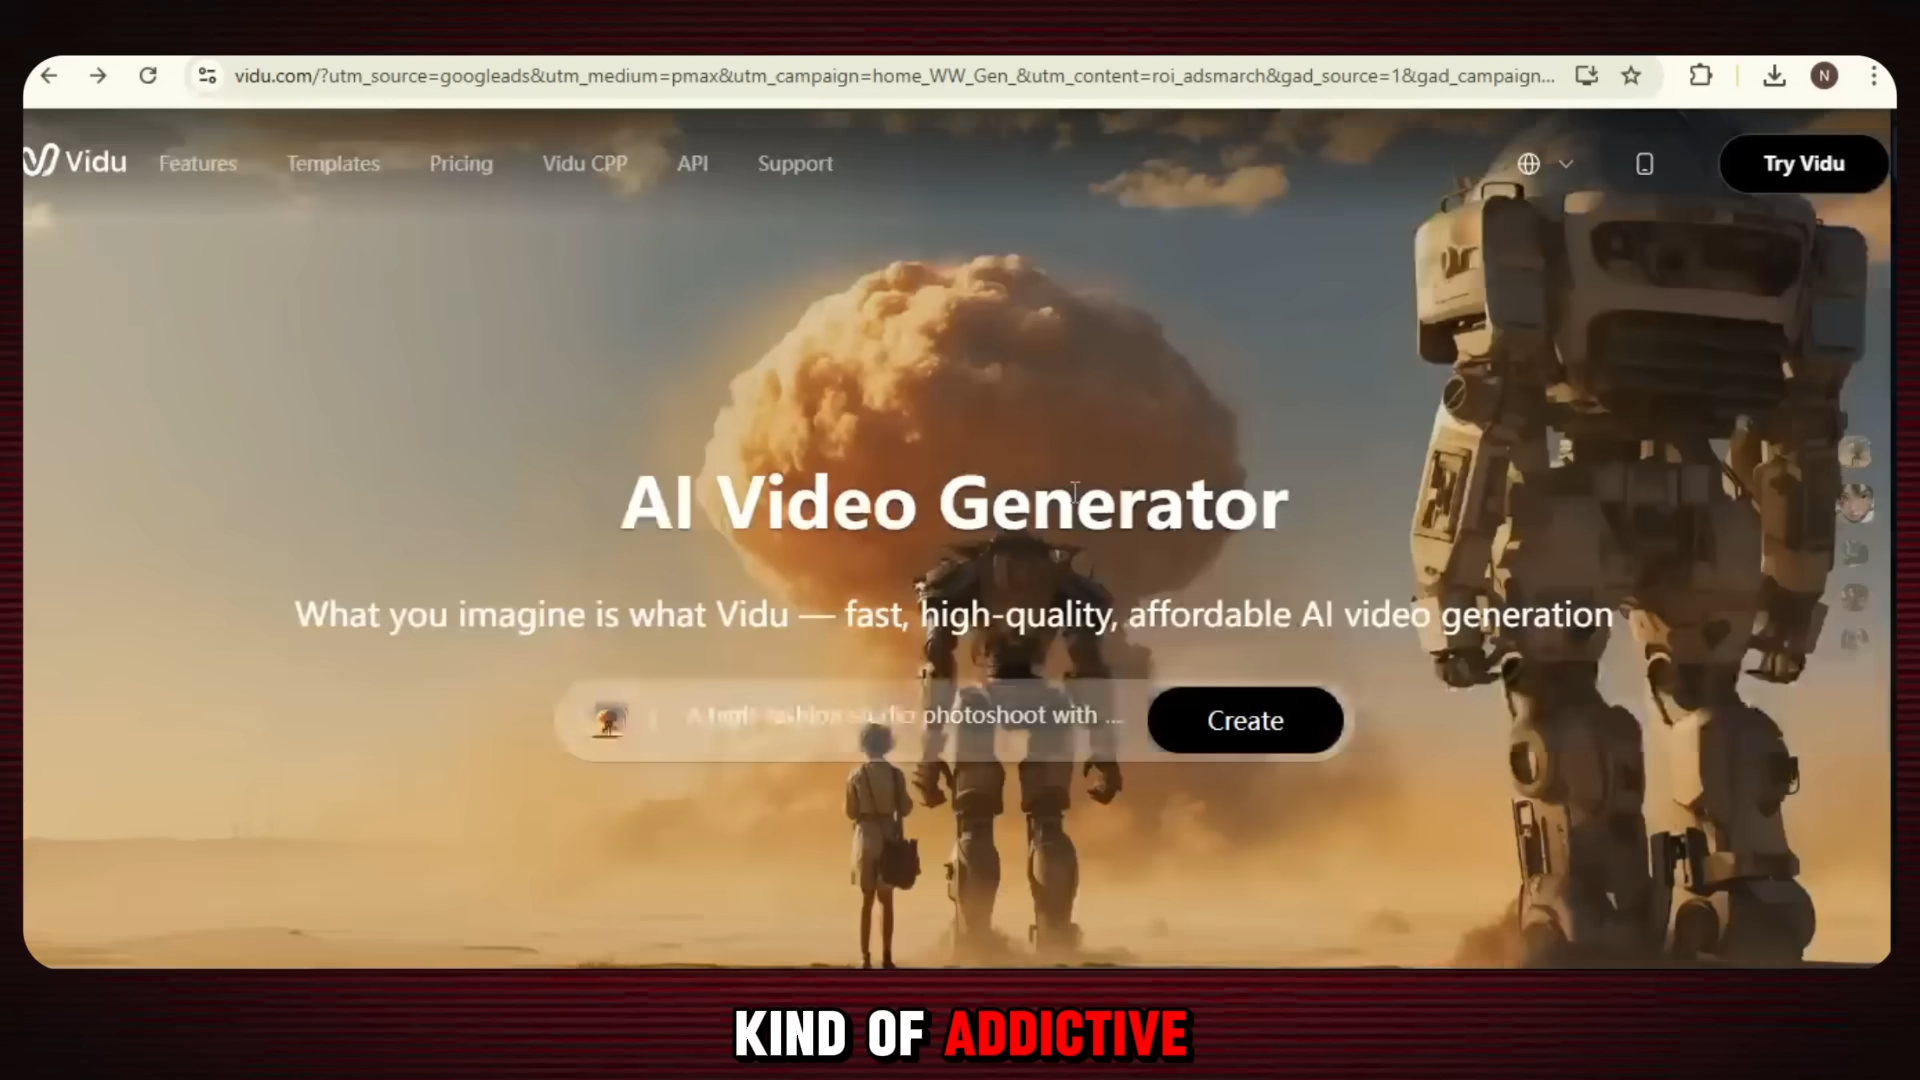 vidu.com/?utm_source=googleads&utm_medium=pmax&utm_campaign=home_WW_Gen_&utm_content=roi_adsmarch&gad_source=1&gad_campaign...
N
Vidu Features Templates Pricing Vidu CPP API Support Try Vidu
AI Video Generator
What you imagine is what Vidu — fast, high-quality, affordable AI video generation
photoshoot with ... Create
KIND OF ADDICTIVE